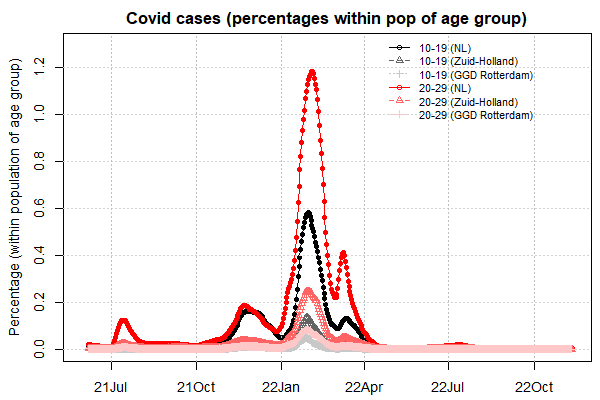 Covid cases (percentages within pop of age group)
Percentage (within population of age group)
1.2
1.0
0.8
0.6
0.4
0.2
0.0
10-19 (NL)
10-19 (Zuid-Holland)
10-19 (GGD Rotterdam)
20-29 (NL)
20-29 (Zuid-Holland)
20-29 (GGD Rotterdam)
21Jul 21Oct 22Jan 22Apr 22Jul 22Oct